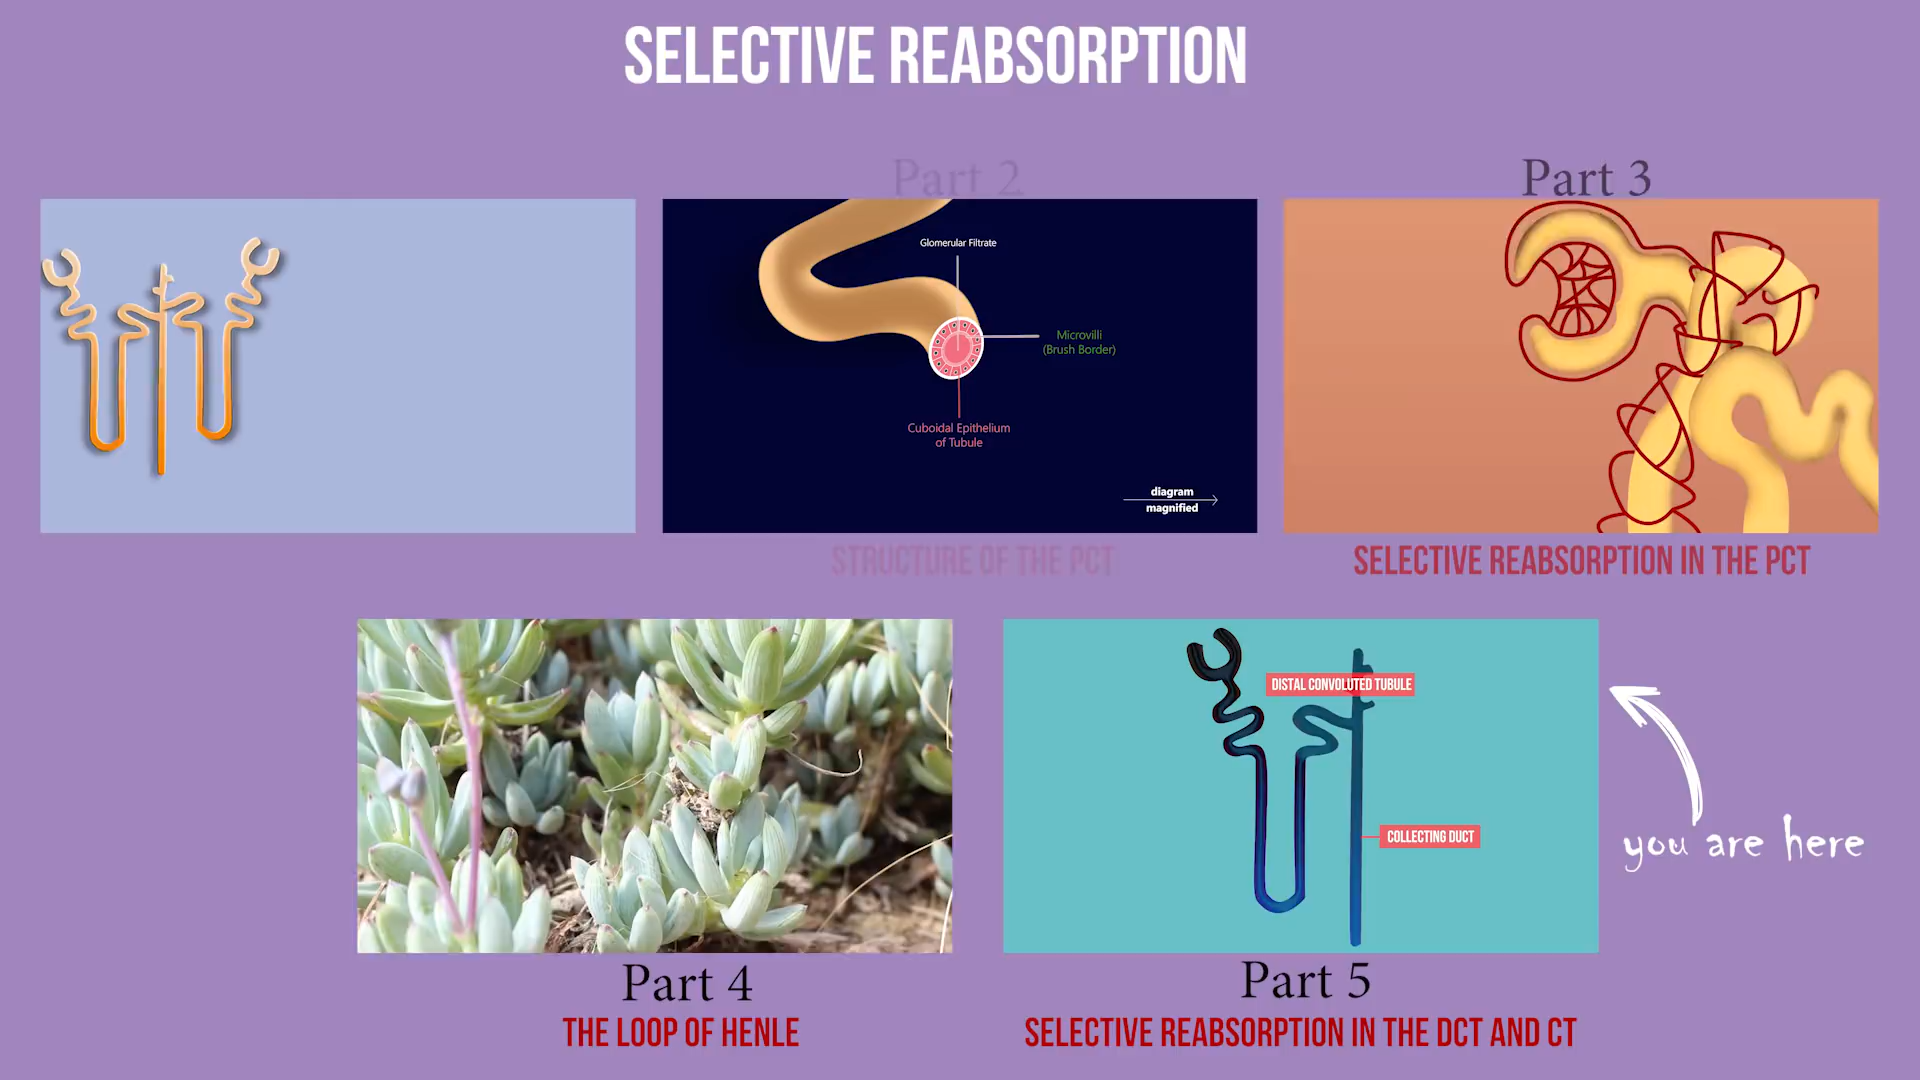 SELECTIVE REABSORPTION
Part 2
Part 3
Glomerular Filtrate
Microvilli
(Brush Border)
Cuboidal Epithelium
of Tubule
diagram
magnified
STRUCTURE OF THE PCT
SELECTIVE REABSORPTION IN THE PCT
DISTAL CONVOLUTED TUBULE
COLLECTING DUCT
you are here
Part 4
THE LOOP OF HENLE
Part 5
SELECTIVE REABSORPTION IN THE DCT AND CT